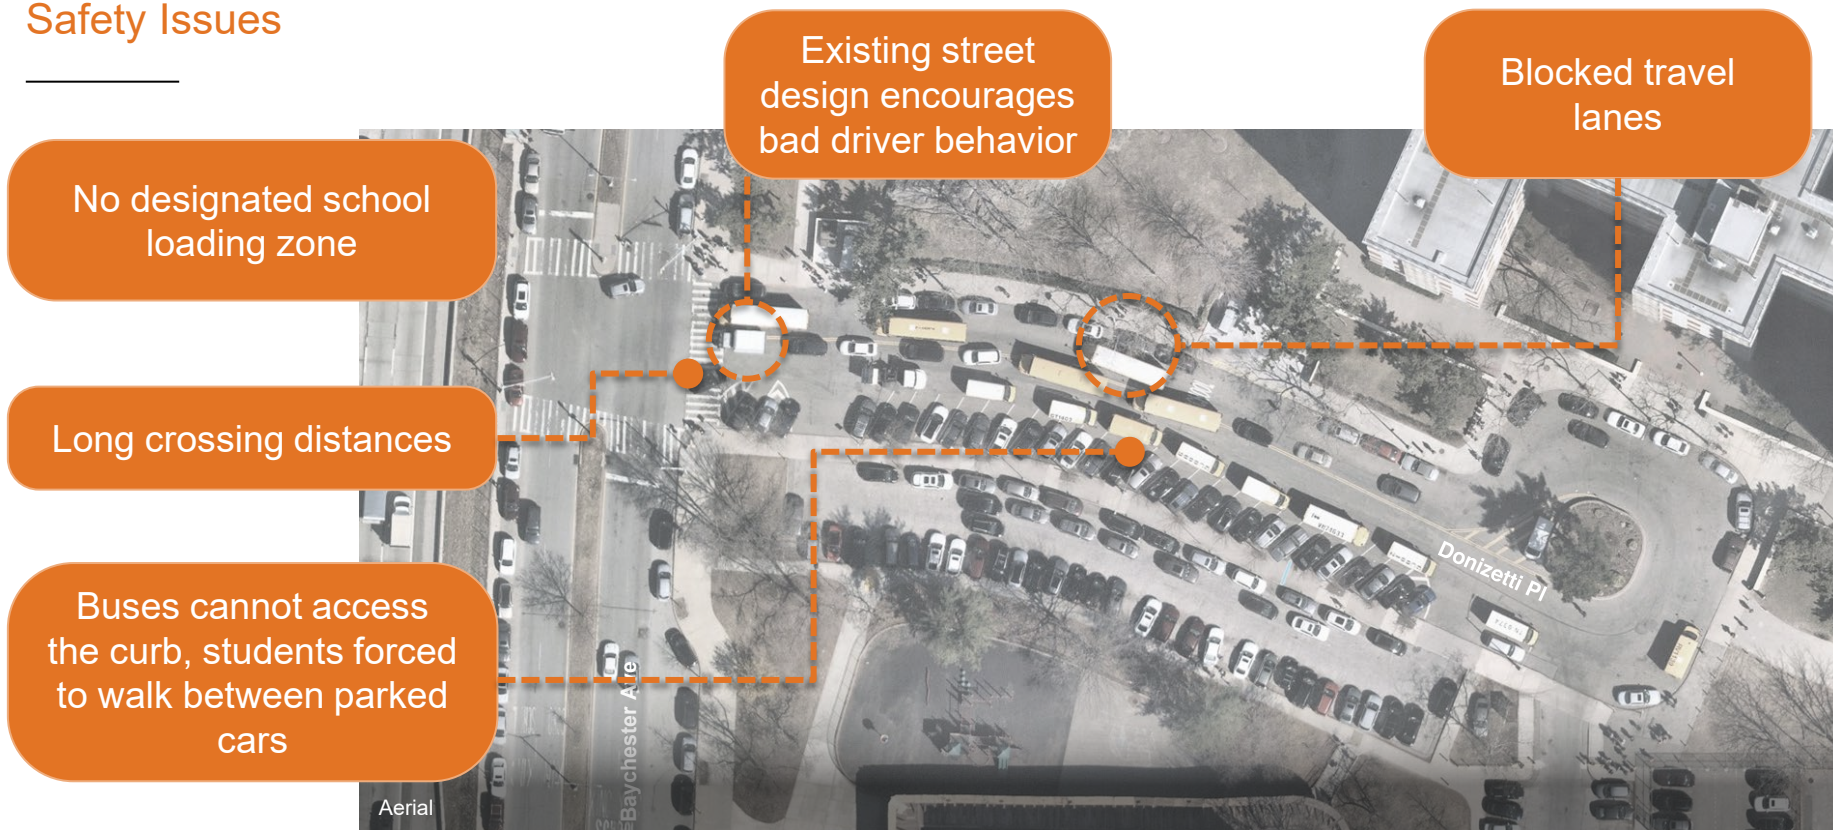 Safety Issues
Existing street
design encourages
bad driver behavior
Blocked travel
lanes
No designated school
loading zone
Long crossing distances
Buses cannot access
the curb, students forced
to walk between parked
cars
Donizetti Pl
Baychester Ave
Aerial